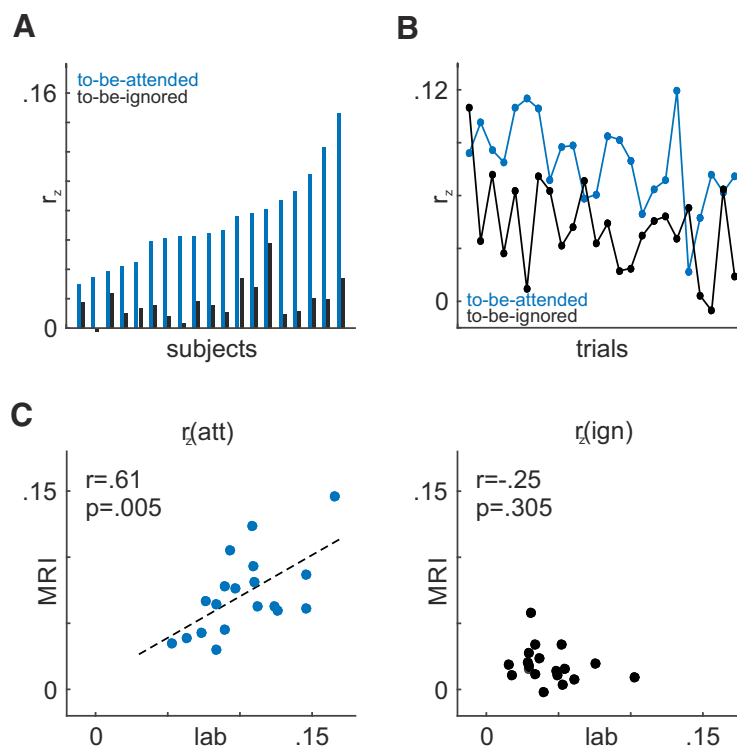 A
.16
to-be-attended
to-be-ignored
rz
0
subjects
B
.12
rz
0
to-be-attended
to-be-ignored
trials
C
rz(att)
r=.61
p=.005
.15
MRI
0
0 lab .15
rz(ign)
r=-.25
p=.305
.15
MRI
0
0 lab .15